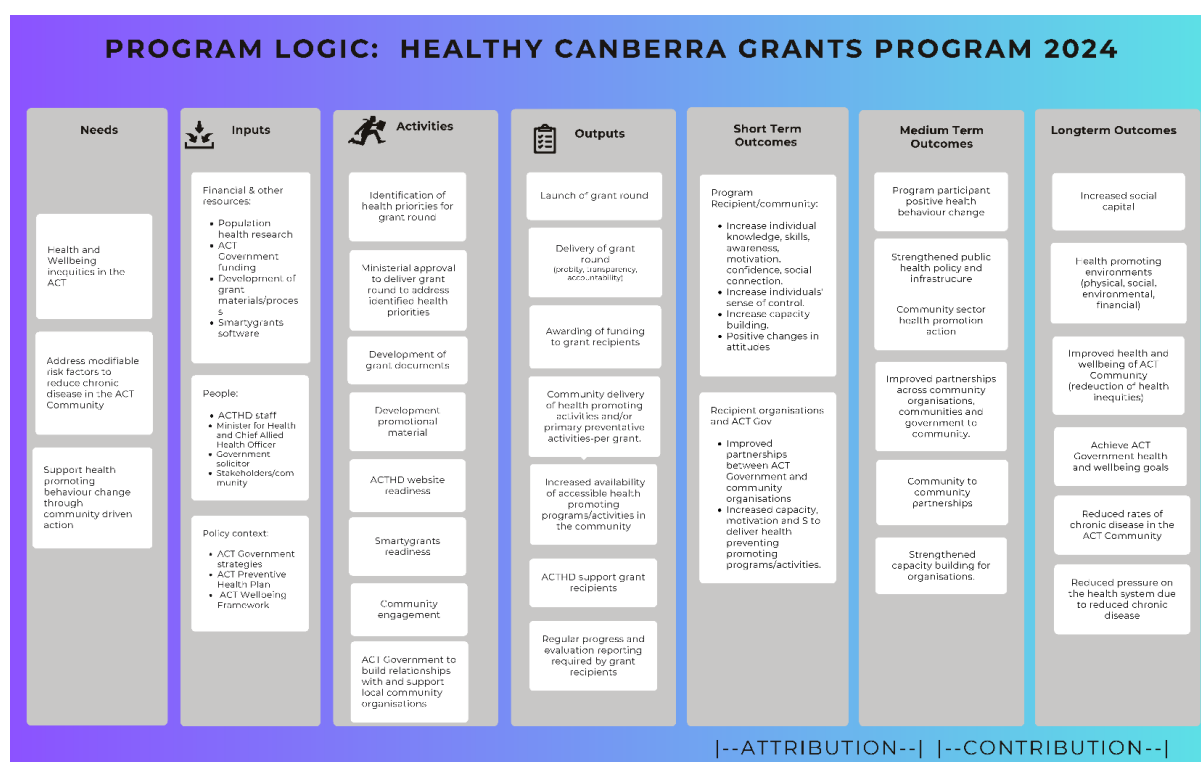 PROGRAM LOGIC: HEALTHY CANBERRA GRANTS PROGRAM 2024
Needs
Health and
Wellbeing
inequities in the
ACT
Address modifiable
risk factors to
reduce chronic
disease in the ACT
Community
Support health
promoting
behaviour change
through
community driven
action
Inputs
Financial & other
resources:
• Population
health research
• ACT
Government
funding
• Development of
grant
materials/proces
s
• Smartygrants
software
People:
• ACTHD staff
• Minister for Health
and Chief Allied
Health Officer
• Government
solicitor
• Stakeholders/com
munity
Policy context:
• ACT Government
strategies
• ACT Preventive
Health Plan
• ACT Wellbeing
Framework
Activities
Identification of
health priorities for
grant round
Ministerial approval
to deliver grant
round to address
identified health
priorities
Development of
grant documents
Development
promotional
material
ACTHD website
readiness
Smartygrants
readiness
Community
engagement
ACT Government to
build relationships
with and support
local community
organisations
Outputs
Launch of grant round
Delivery of grant
round
(probity, transparency,
accountability)
Awarding of funding
to grant recipients
Community delivery
of health promoting
activities and/or
primary preventative
activities-per grant.
Increased availability
of accessible health
promoting
programs/activities in
the community
ACTHD support grant
recipients
Regular progress and
evaluation reporting
required by grant
recipients
Short Term
Outcomes
Program
Recipient/community:
• Increase individual
knowledge, skills,
awareness,
motivation,
confidence, social
connection.
• Increase individuals'
sense of control.
• Increase capacity
building.
• Positive changes in
attitudes
Recipient organisations
and ACT Gov
• Improved
partnerships
between ACT
Government and
community
organisations
• Increased capacity,
motivation and S to
deliver health
preventing
promoting
programs/activities.
Medium Term
Outcomes
Program participant
positive health
behaviour change
Strengthened public
health policy and
infrastrucure
Community sector
health promotion
action
Improved partnerships
across community
organisations,
communities and
government to
community.
Community to
community
partnerships
Strengthened
capacity building for
organisations.
Longterm Outcomes
Increased social
capital
Health promoting
environments
(physical, social,
environmental,
financial)
Improved health and
wellbeing of ACT
Community
(redeuction of health
inequities)
Achieve ACT
Government health
and wellbeing goals
Reduced rates of
chronic disease in the
ACT Community
Reduced pressure on
the health system due
to reduced chronic
disease
|--ATTRIBUTION--| |--CONTRIBUTION--|